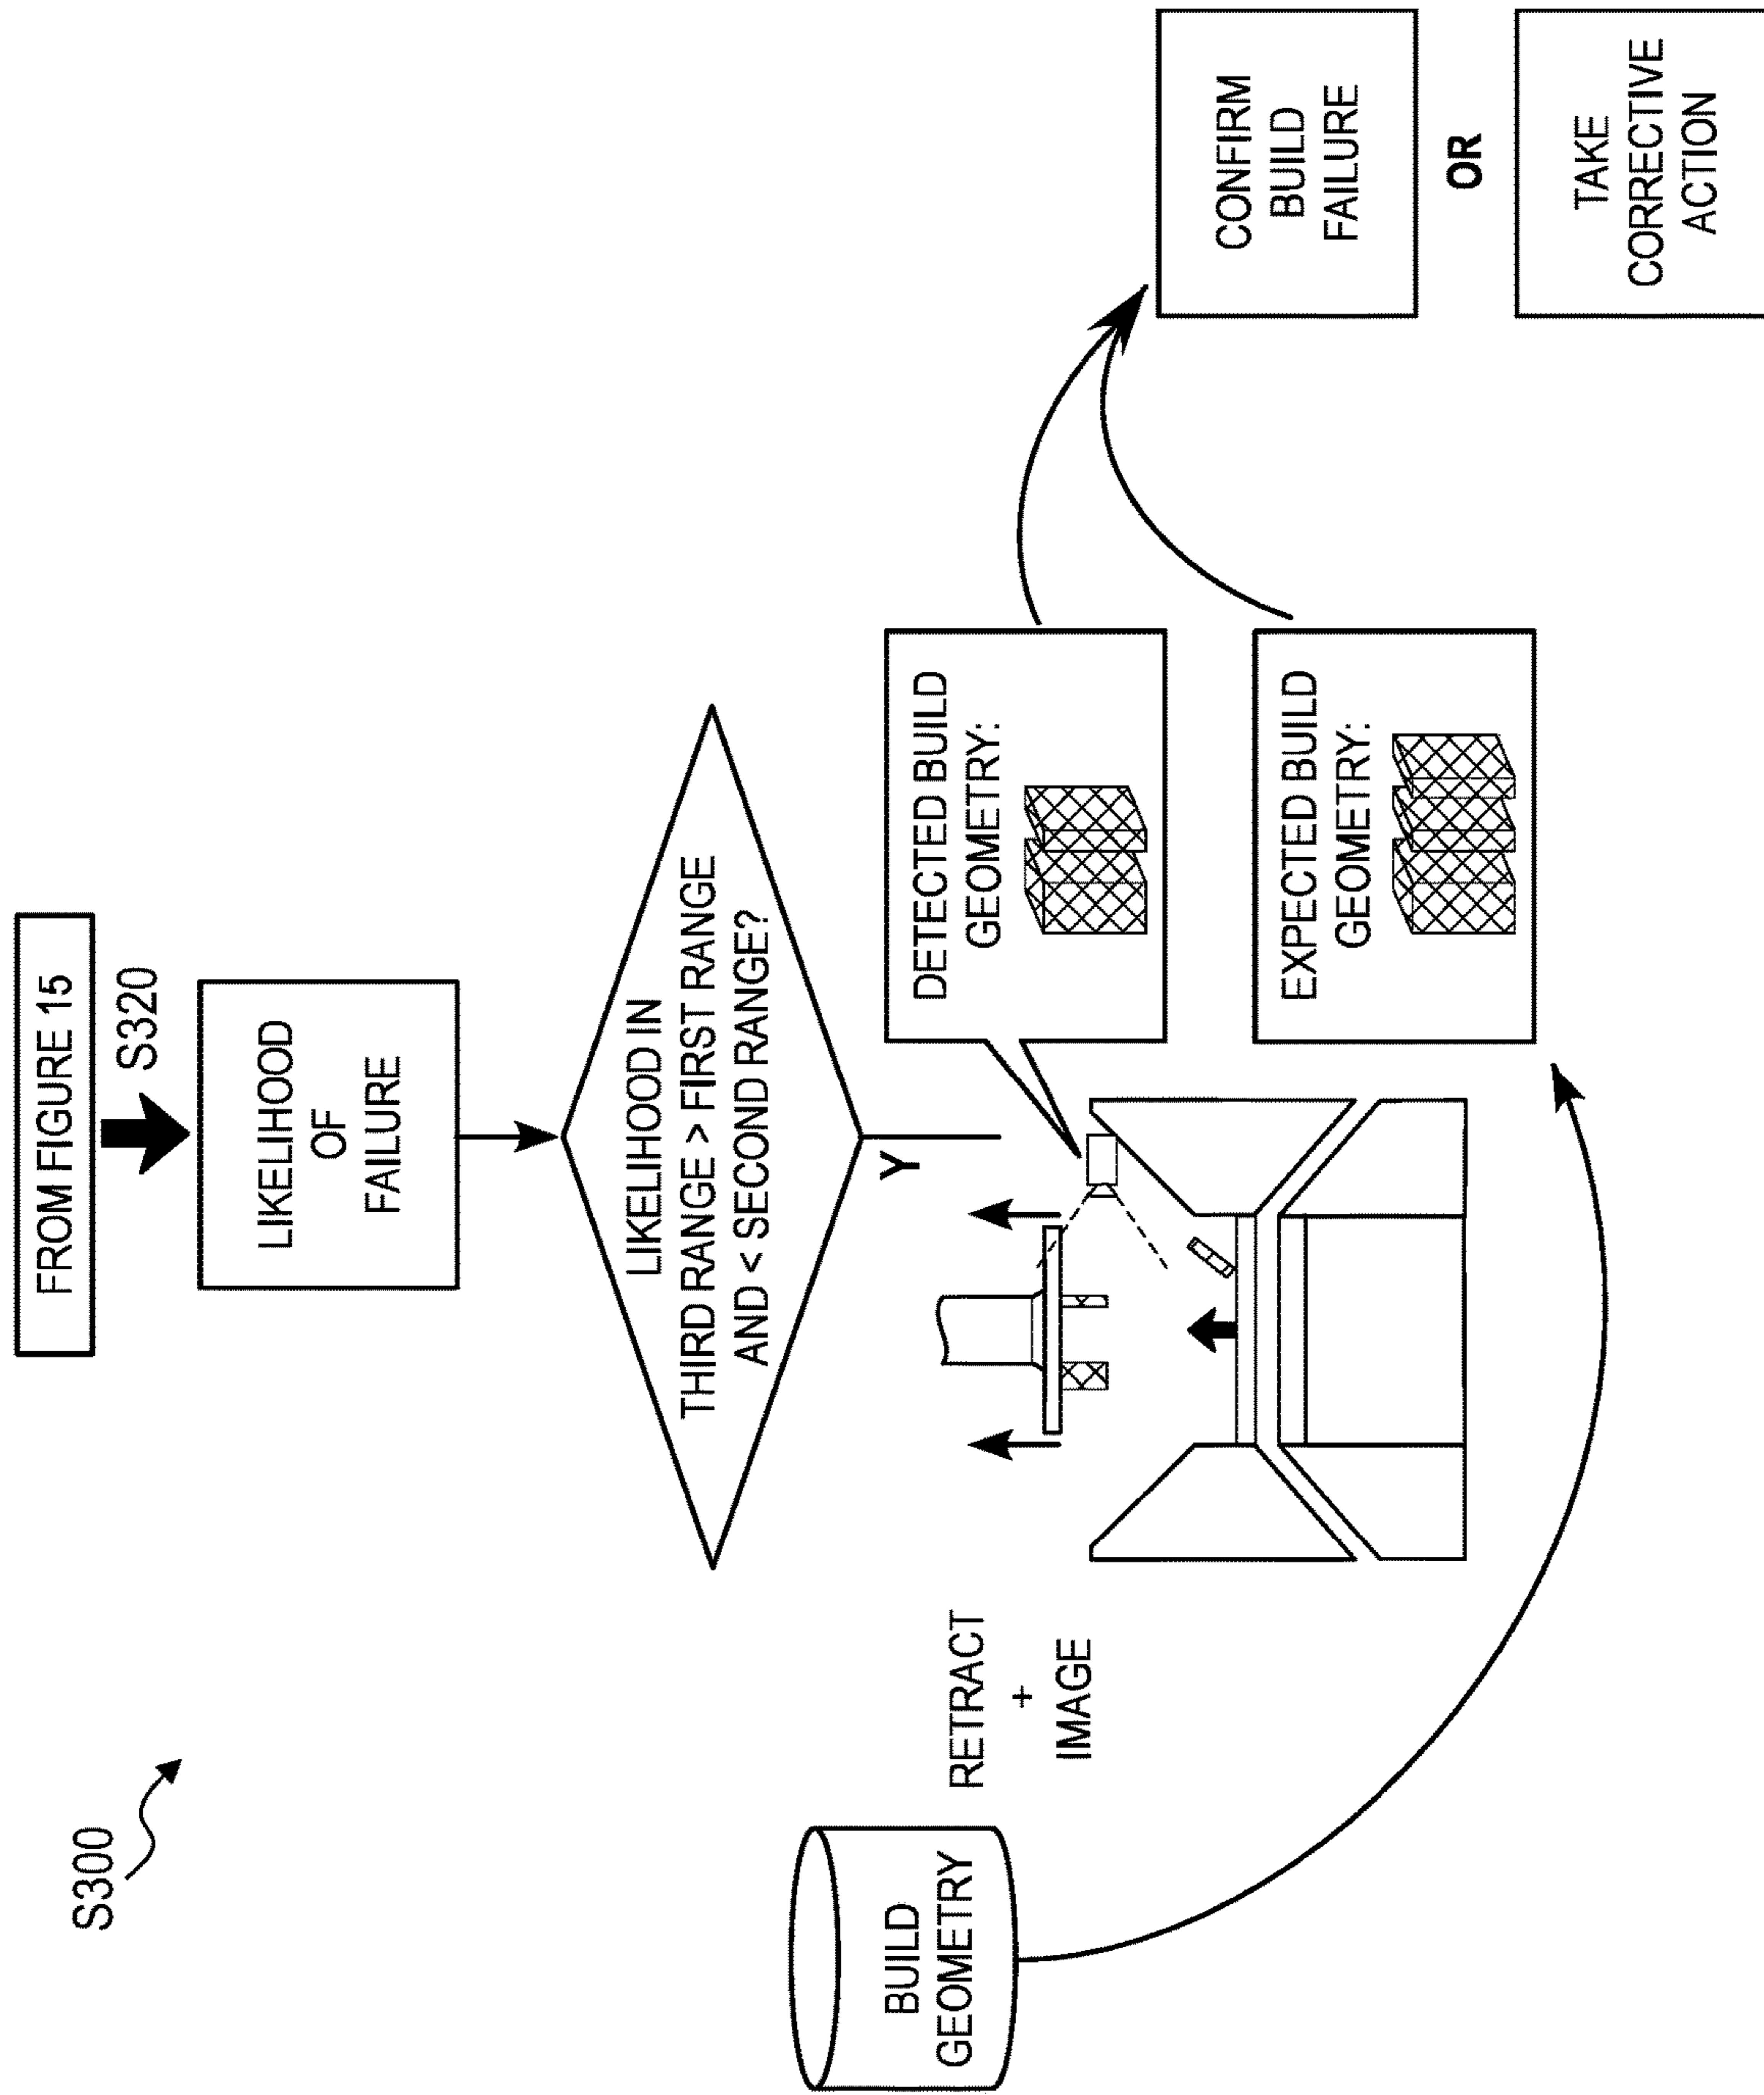 S300
FROM FIGURE 15
S320
LIKELIHOOD
OF
FAILURE
LIKELIHOOD IN
THIRD RANGE > FIRST RANGE
AND < SECOND RANGE?
Y
BUILD
GEOMETRY
RETRACT
+
IMAGE
DETECTED BUILD
GEOMETRY:
EXPECTED BUILD
GEOMETRY:
CONFIRM
BUILD
FAILURE
OR
TAKE
CORRECTIVE
ACTION